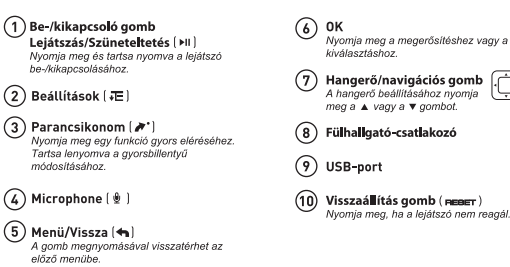 1 Be-/kikapcsoló gomb
Lejátszás/Szüneteltetés [ ]
Nyomja meg és tartsa nyomva a lejátszó
be-/kikapcsolásához.
2 Beállítások [ ]
3 Parancsikonom [ ]
Nyomja meg egy funkció gyors eléréséhez.
Tartsa lenyomva a gyorsbillentyű
módosításához.
4 Microphone [ ]
5 Menü/Vissza [ ]
A gomb megnyomásával visszatérhet az
előző menübe.
6 OK
Nyomja meg a megerősítéshez vagy a
kiválasztáshoz.
7 Hangerő/navigációs gomb
A hangerő beállításához nyomja
meg a ▲ vagy a ▼ gombot.
8 Fülhallgató-csatlakozó
9 USB-port
10 Visszaállítás gomb ( RESET )
Nyomja meg, ha a lejátszó nem reagál.